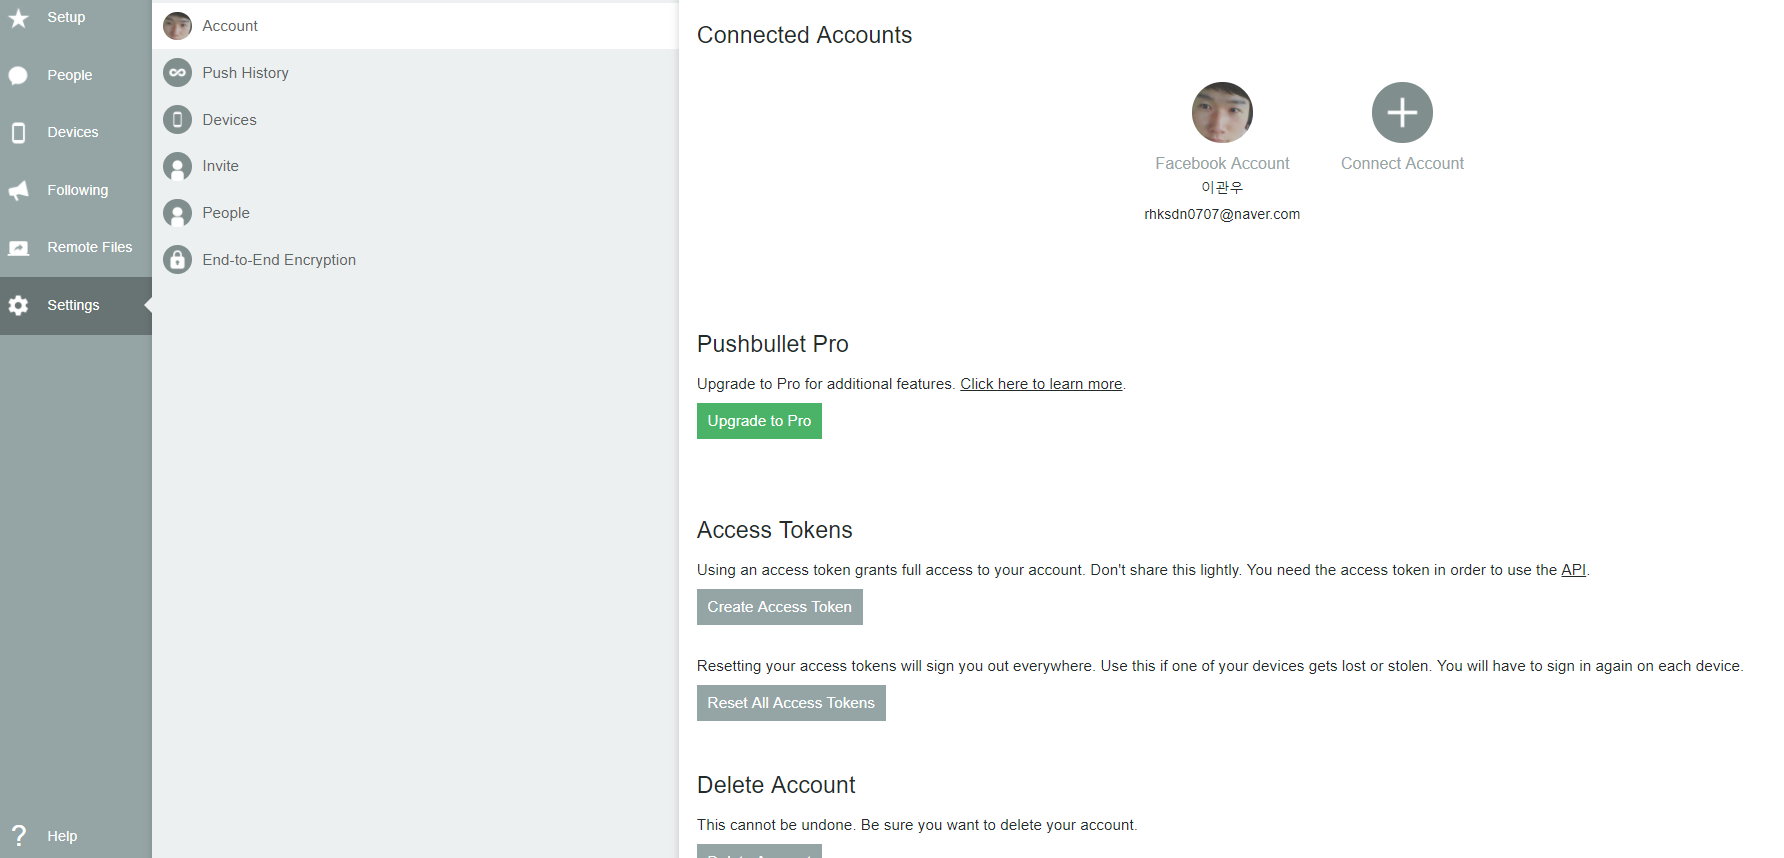 Setup
People
Devices
Following
Remote Files
Settings
Help
Account
Push History
Devices
Invite
People
End-to-End Encryption
Connected Accounts
Facebook Account
이관우
rhksdn0707@naver.com
Connect Account
Pushbullet Pro
Upgrade to Pro for additional features. Click here to learn more.
Upgrade to Pro
Access Tokens
Using an access token grants full access to your account. Don't share this lightly. You need the access token in order to use the API.
Create Access Token
Resetting your access tokens will sign you out everywhere. Use this if one of your devices gets lost or stolen. You will have to sign in again on each device.
Reset All Access Tokens
Delete Account
This cannot be undone. Be sure you want to delete your account.